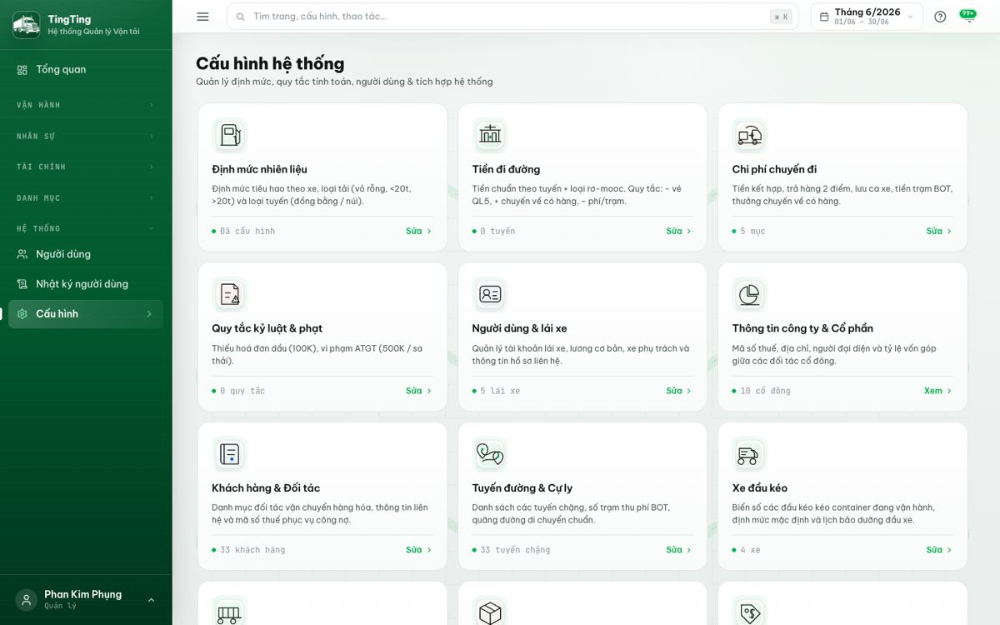 TingTing
Hệ thống Quản lý Vận tải
Tổng quan
VẬN HÀNH
NHÂN SỰ
TÀI CHÍNH
DANH MỤC
HỆ THỐNG
Người dùng
Nhật ký người dùng
Cấu hình
Phan Kim Phụng
Quản lý
Tìm trang, cấu hình, thao tác...
⌘ K
Tháng 6/2026
01/06 – 30/06
99+
Cấu hình hệ thống
Quản lý định mức, quy tắc tính toán, người dùng & tích hợp hệ thống
Định mức nhiên liệu
Định mức tiêu hao theo xe, loại tải (vỏ rỗng, <20t,
>20t) và loại tuyến (đồng bằng / núi).
Đã cấu hình
Sửa
Tiền đi đường
Tiền chuẩn theo tuyến × loại rơ-mooc. Quy tắc: − vé
QL5, + chuyến về có hàng, − phí/trạm.
0 tuyến
Sửa
Chi phí chuyến đi
Tiền kết hợp, trả hàng 2 điểm, lưu ca xe, tiền trạm BOT,
thưởng chuyến về có hàng.
5 mục
Sửa
Quy tắc kỷ luật & phạt
Thiếu hoá đơn dầu (100K), vi phạm ATGT (500K / sa
thải).
0 quy tắc
Sửa
Người dùng & lái xe
Quản lý tài khoản lái xe, lương cơ bản, xe phụ trách và
thông tin hồ sơ liên hệ.
5 lái xe
Sửa
Thông tin công ty & Cổ phần
Mã số thuế, địa chỉ, người đại diện và tỷ lệ vốn góp
giữa các đối tác cổ đông.
10 cổ đông
Xem
Khách hàng & Đối tác
Danh mục đối tác vận chuyển hàng hóa, thông tin liên
hệ và mã số thuế phục vụ công nợ.
33 khách hàng
Sửa
Tuyến đường & Cự ly
Danh sách các tuyến chặng, số trạm thu phí BOT,
quãng đường di chuyển chuẩn.
33 tuyến chặng
Sửa
Xe đầu kéo
Biển số các đầu kéo kéo container đang vận hành,
định mức mặc định và lịch bảo dưỡng đầu xe.
4 xe
Sửa